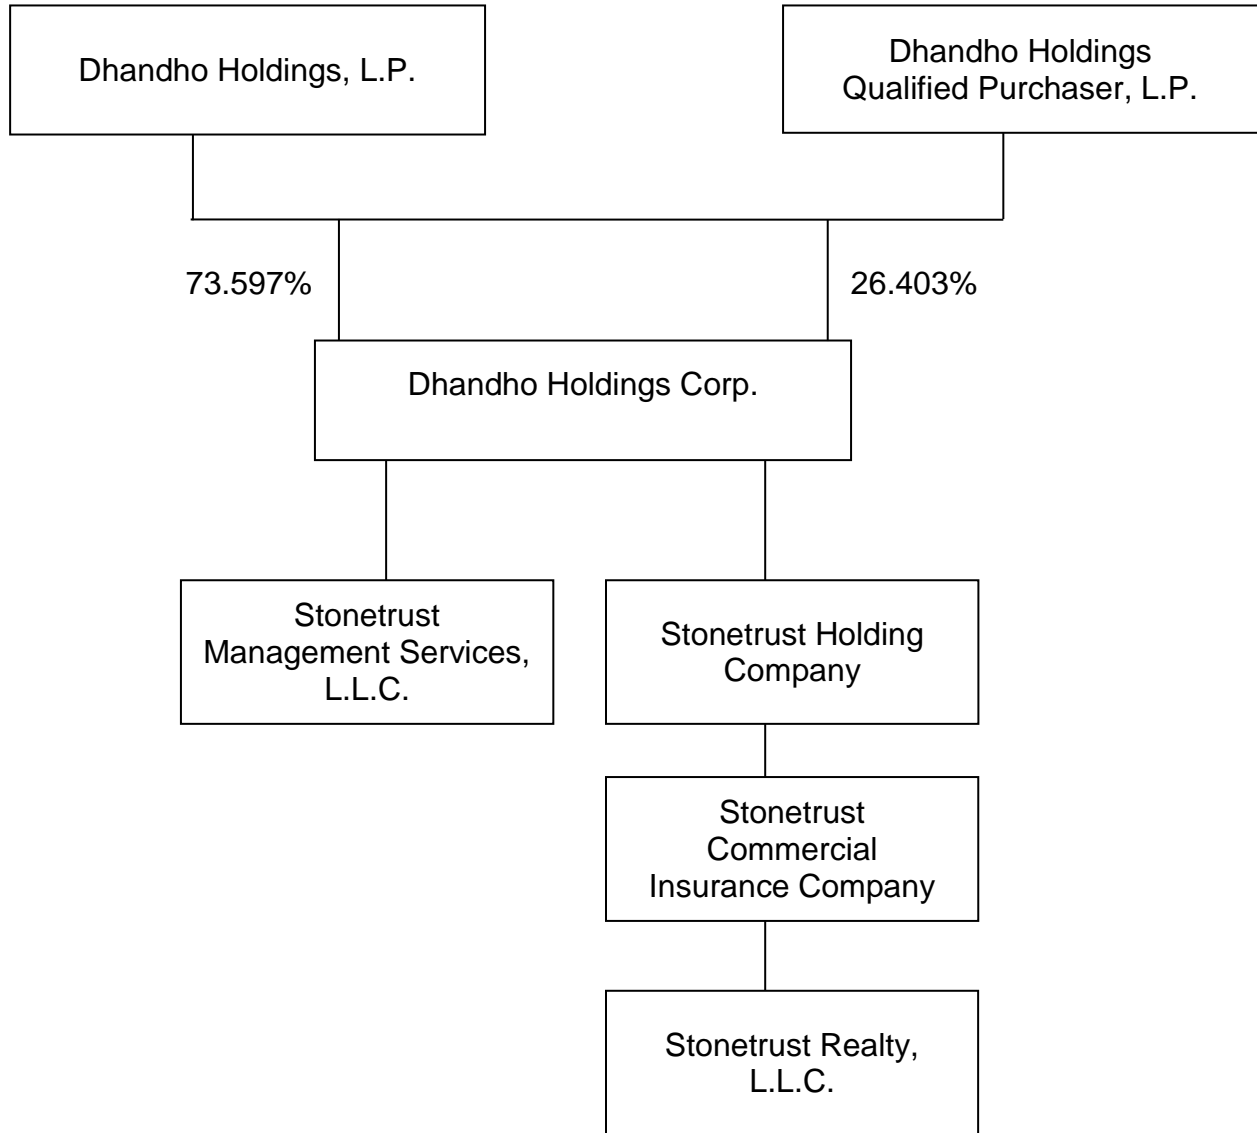 Dhandho Holdings, L.P.
Dhandho Holdings
Qualified Purchaser, L.P.
73.597%
26.403%
Dhandho Holdings Corp.
Stonetrust
Management Services,
L.L.C.
Stonetrust Holding
Company
Stonetrust
Commercial
Insurance Company
Stonetrust Realty,
L.L.C.